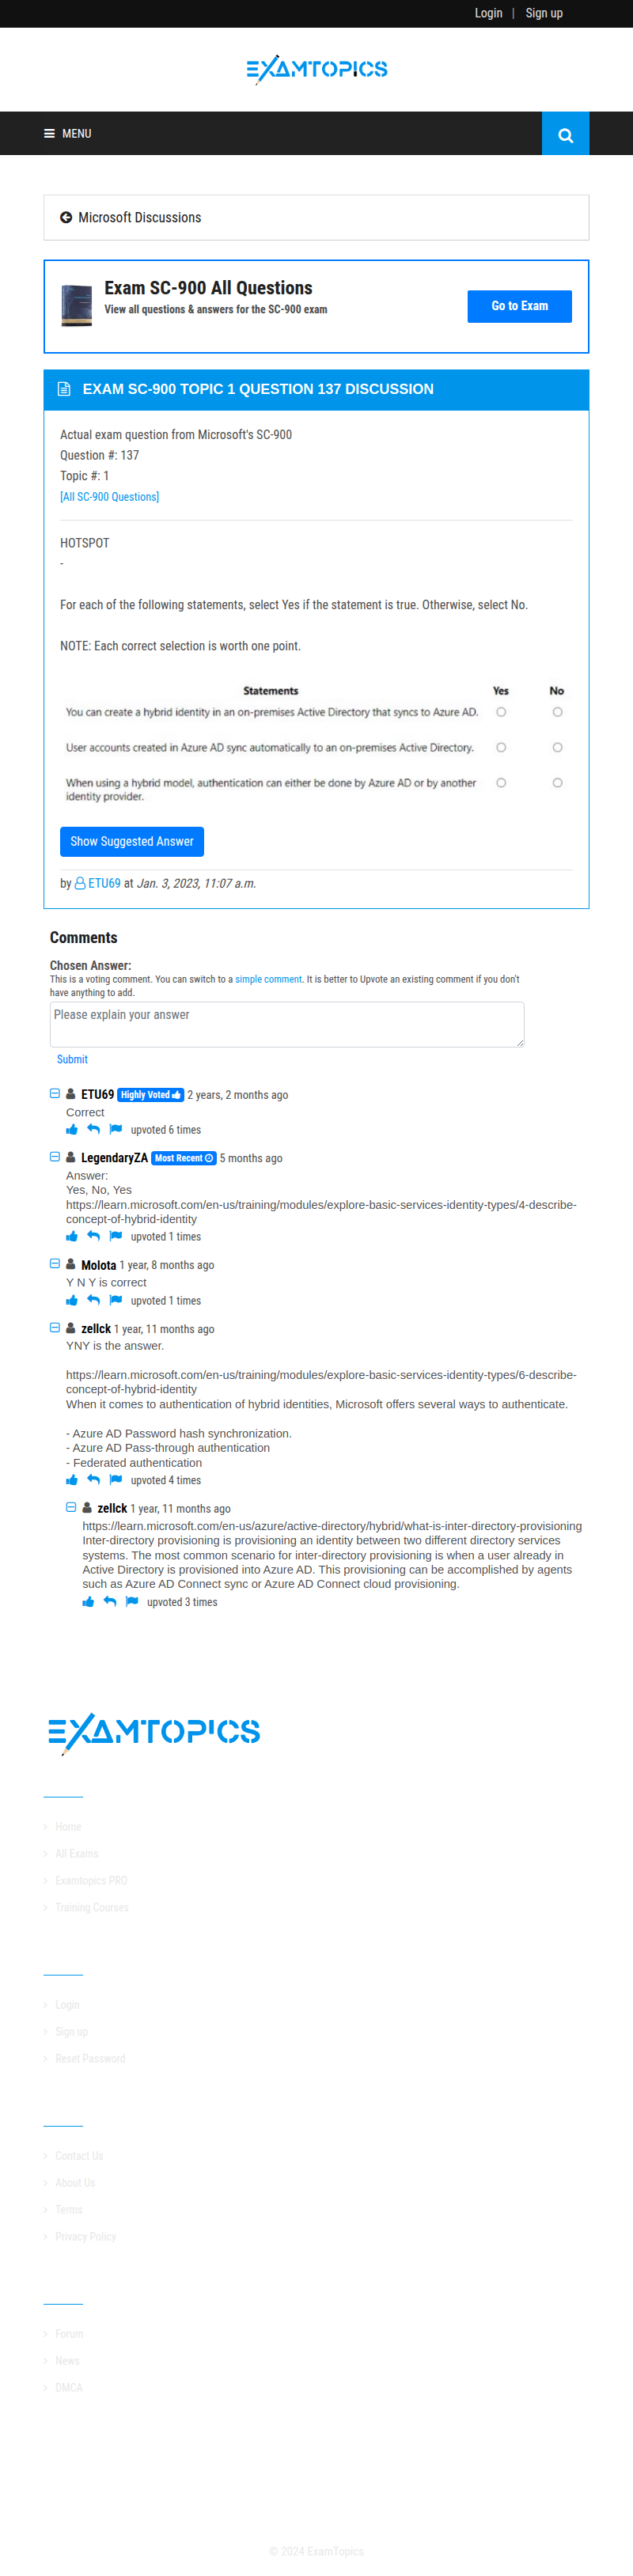 Login | Sign up
EXAMTOPICS
MENU
Microsoft Discussions
Exam SC-900 All Questions
View all questions & answers for the SC-900 exam
Go to Exam
EXAM SC-900 TOPIC 1 QUESTION 137 DISCUSSION
Actual exam question from Microsoft's SC-900
Question #: 137
Topic #: 1
[All SC-900 Questions]
HOTSPOT
-
For each of the following statements, select Yes if the statement is true. Otherwise, select No.
NOTE: Each correct selection is worth one point.
Statements Yes No
You can create a hybrid identity in an on-premises Active Directory that syncs to Azure AD.
User accounts created in Azure AD sync automatically to an on-premises Active Directory.
When using a hybrid model, authentication can either be done by Azure AD or by another
identity provider.
Show Suggested Answer
by ETU69 at Jan. 3, 2023, 11:07 a.m.
Comments
Chosen Answer:
This is a voting comment. You can switch to a simple comment. It is better to Upvote an existing comment if you don't
have anything to add.
Please explain your answer
Submit
ETU69 Highly Voted 2 years, 2 months ago
Correct
upvoted 6 times
LegendaryZA Most Recent 5 months ago
Answer:
Yes, No, Yes
https://learn.microsoft.com/en-us/training/modules/explore-basic-services-identity-types/4-describe-
concept-of-hybrid-identity
upvoted 1 times
Molota 1 year, 8 months ago
Y N Y is correct
upvoted 1 times
zellck 1 year, 11 months ago
YNY is the answer.
https://learn.microsoft.com/en-us/training/modules/explore-basic-services-identity-types/6-describe-
concept-of-hybrid-identity
When it comes to authentication of hybrid identities, Microsoft offers several ways to authenticate.
- Azure AD Password hash synchronization.
- Azure AD Pass-through authentication
- Federated authentication
upvoted 4 times
zellck 1 year, 11 months ago
https://learn.microsoft.com/en-us/azure/active-directory/hybrid/what-is-inter-directory-provisioning
Inter-directory provisioning is provisioning an identity between two different directory services
systems. The most common scenario for inter-directory provisioning is when a user already in
Active Directory is provisioned into Azure AD. This provisioning can be accomplished by agents
such as Azure AD Connect sync or Azure AD Connect cloud provisioning.
upvoted 3 times
EXAMTOPICS
Home
All Exams
Examtopics PRO
Training Courses
Login
Sign up
Reset Password
Contact Us
About Us
Terms
Privacy Policy
Forum
News
DMCA
© 2024 ExamTopics